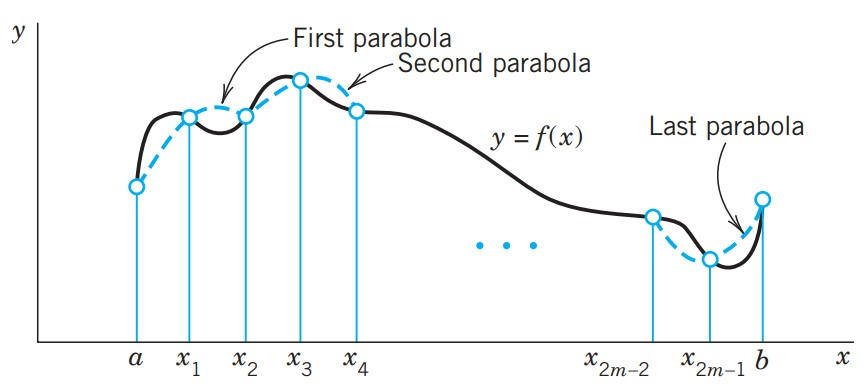 y
First parabola
Second parabola
y = f(x)
Last parabola
. . .
a x₁ x₂ x₃ x₄ x₂ₘ₋₂ x₂ₘ₋₁ b x